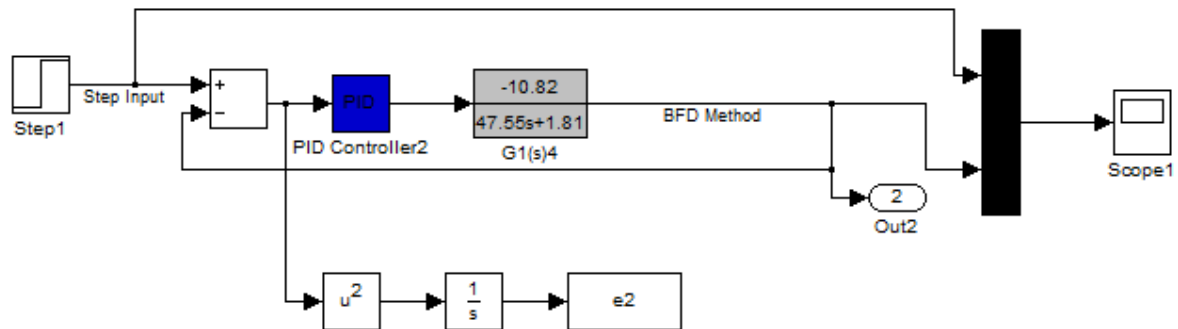 Step1
Step Input
+
−
PID
PID Controller2
-10.82
47.55s+1.81
G1(s)4
BFD Method
2
Out2
Scope1
u²
1
s
e2